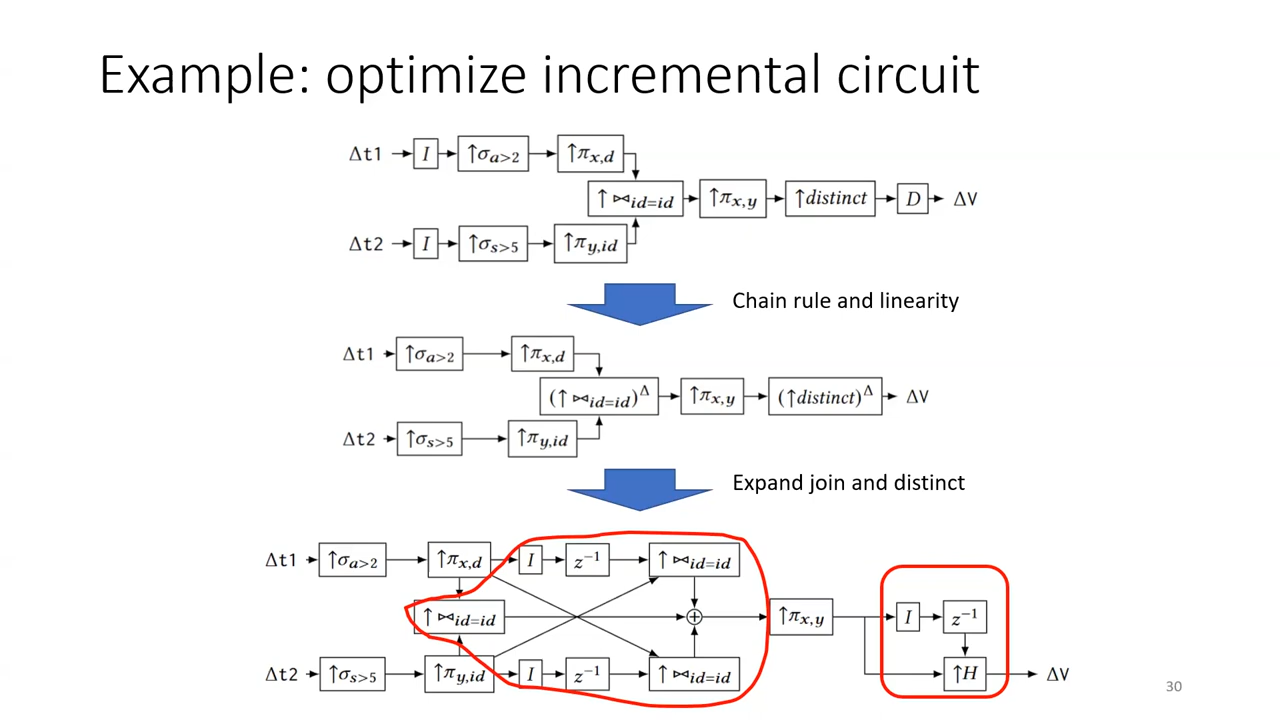 Example: optimize incremental circuit
Δt1 I ↑σa>2 ↑πx,d
↑ ⋈id=id ↑πx,y ↑distinct D ΔV
Δt2 I ↑σs>5 ↑πy,id
Chain rule and linearity
Δt1 ↑σa>2 ↑πx,d
(↑ ⋈id=id)Δ ↑πx,y (↑distinct)Δ ΔV
Δt2 ↑σs>5 ↑πy,id
Expand join and distinct
Δt1 ↑σa>2 ↑πx,d I z−1 ↑ ⋈id=id
↑ ⋈id=id ⊕ ↑πx,y I z−1
Δt2 ↑σs>5 ↑πy,id I z−1 ↑ ⋈id=id ↑H ΔV
30